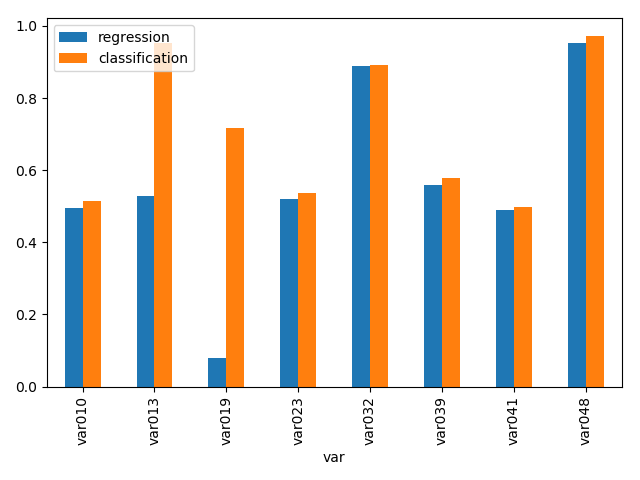 regression
classification
1.0
0.8
0.6
0.4
0.2
0.0
var010
var013
var019
var023
var032
var039
var041
var048
var